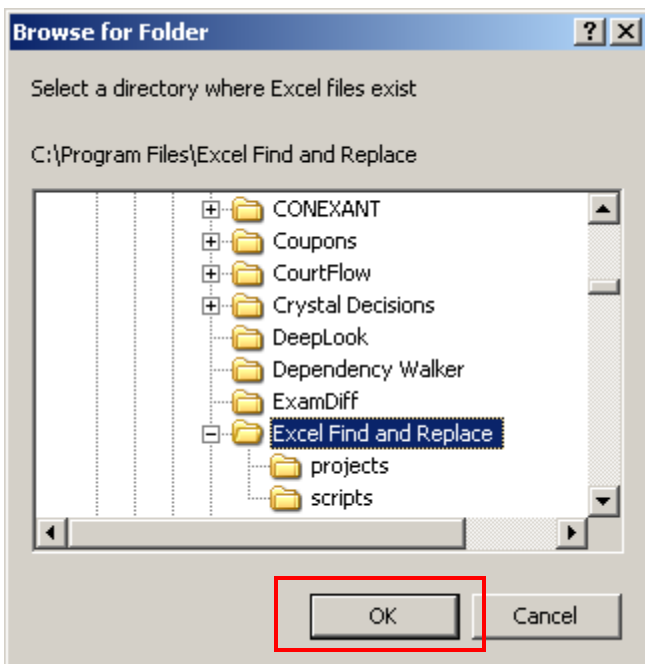 Browse for Folder
Select a directory where Excel files exist
C:\Program Files\Excel Find and Replace
CONEXANT
Coupons
CourtFlow
Crystal Decisions
DeepLook
Dependency Walker
ExamDiff
Excel Find and Replace
projects
scripts
OK Cancel